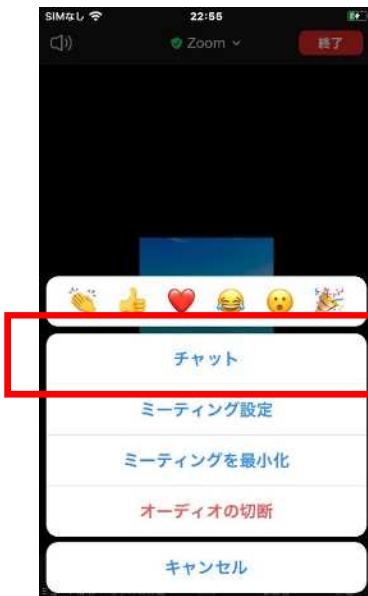 SIMなし 22:55
Zoom
終了
チャット
ミーティング設定
ミーティングを最小化
オーディオの切断
キャンセル